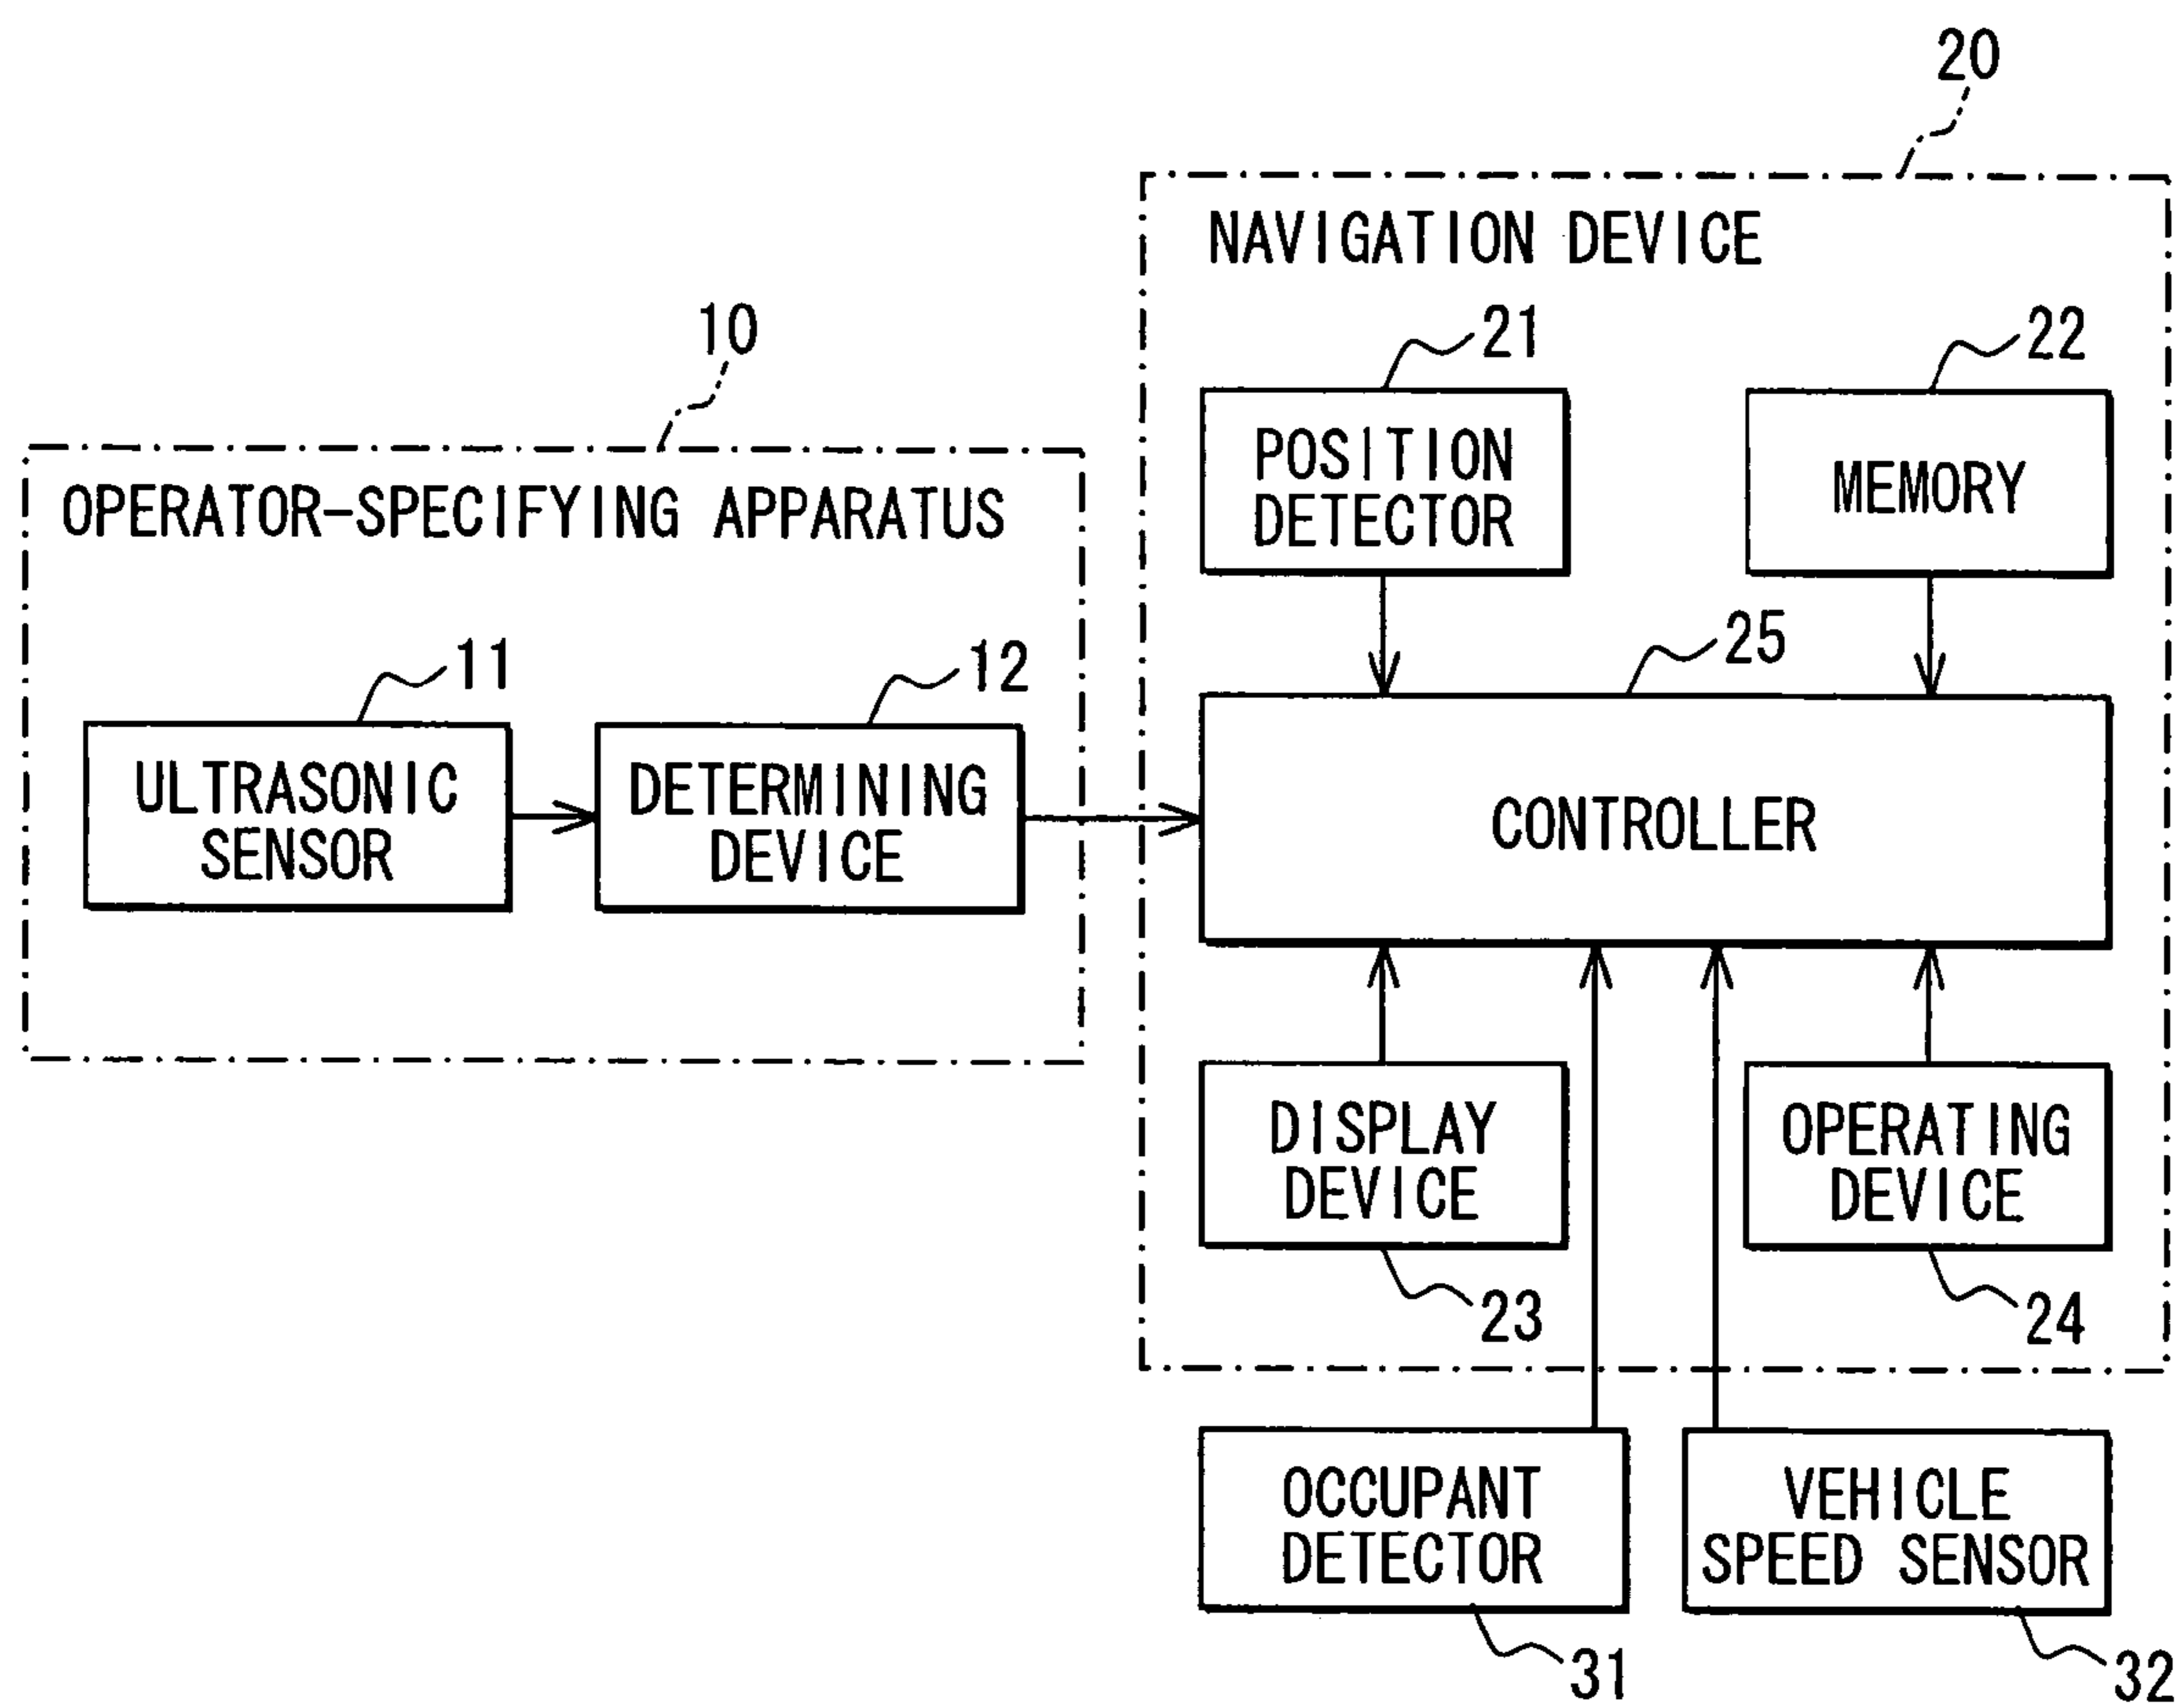 20
NAVIGATION DEVICE
10
21
22
POSITION
DETECTOR
MEMORY
OPERATOR-SPECIFYING APPARATUS
11
12
25
ULTRASONIC
SENSOR
DETERMINING
DEVICE
CONTROLLER
DISPLAY
DEVICE
OPERATING
DEVICE
23
24
OCCUPANT
DETECTOR
VEHICLE
SPEED SENSOR
31
32